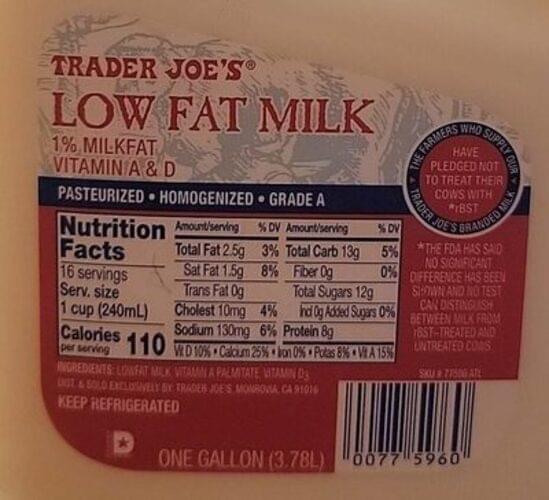 TRADER JOE'S®
LOW FAT MILK
1% MILKFAT
VITAMIN A & D
PASTEURIZED • HOMOGENIZED • GRADE A
THE FARMERS WHO SUPPLY OUR
HAVE
PLEDGED NOT
TO TREAT THEIR
COWS WITH
*rBST
TRADER JOE'S BRANDED MILK
*THE FDA HAS SAID
NO SIGNIFICANT
DIFFERENCE HAS BEEN
SHOWN AND NO TEST
CAN DISTINGUISH
BETWEEN MILK FROM
rBST-TREATED AND
UNTREATED COWS.
Nutrition
Facts
16 servings
Serv. size
1 cup (240mL)
Calories 110
per serving
Amount/serving % DV Amount/serving % DV
Total Fat 2.5g 3% Total Carb 13g 5%
Sat Fat 1.5g 8% Fiber 0g 0%
Trans Fat 0g Total Sugars 12g
Cholest 10mg 4% Incl 0g Added Sugars 0%
Sodium 130mg 6% Protein 8g
Vit D 10% • Calcium 25% • Iron 0% • Potas 8% • Vit A 15%
INGREDIENTS: LOWFAT MILK, VITAMIN A PALMITATE, VITAMIN D3
DIST. & SOLD EXCLUSIVELY BY: TRADER JOE'S, MONROVIA, CA 91016
SKU # 77596 ATL
KEEP REFRIGERATED
D
ONE GALLON (3.78L)
0077 5960